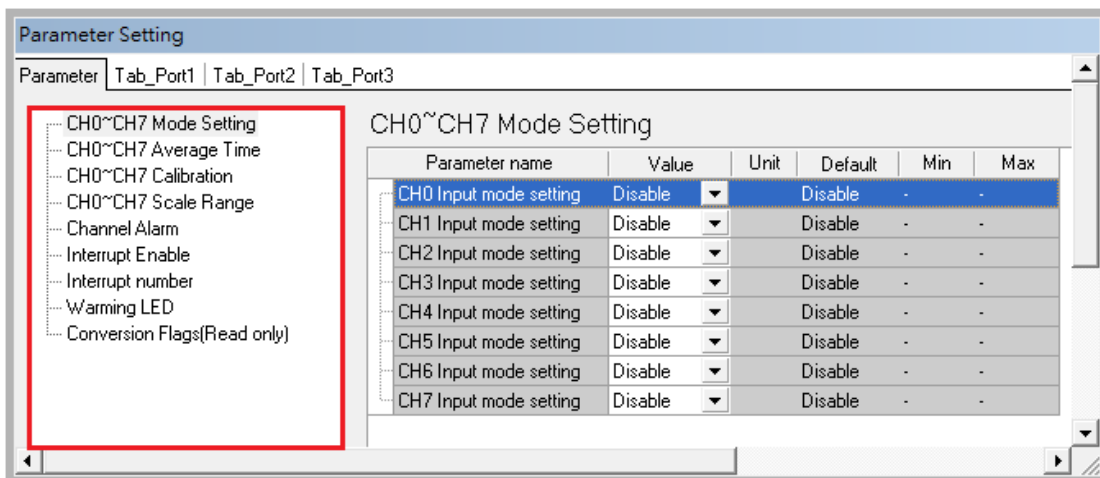 Parameter Setting
Parameter Tab_Port1 Tab_Port2 Tab_Port3
CH0~CH7 Mode Setting
CH0~CH7 Average Time
CH0~CH7 Calibration
CH0~CH7 Scale Range
Channel Alarm
Interrupt Enable
Interrupt number
Warming LED
Conversion Flags(Read only)
CH0~CH7 Mode Setting
Parameter name Value Unit Default Min Max
CH0 Input mode setting Disable Disable - -
CH1 Input mode setting Disable Disable - -
CH2 Input mode setting Disable Disable - -
CH3 Input mode setting Disable Disable - -
CH4 Input mode setting Disable Disable - -
CH5 Input mode setting Disable Disable - -
CH6 Input mode setting Disable Disable - -
CH7 Input mode setting Disable Disable - -